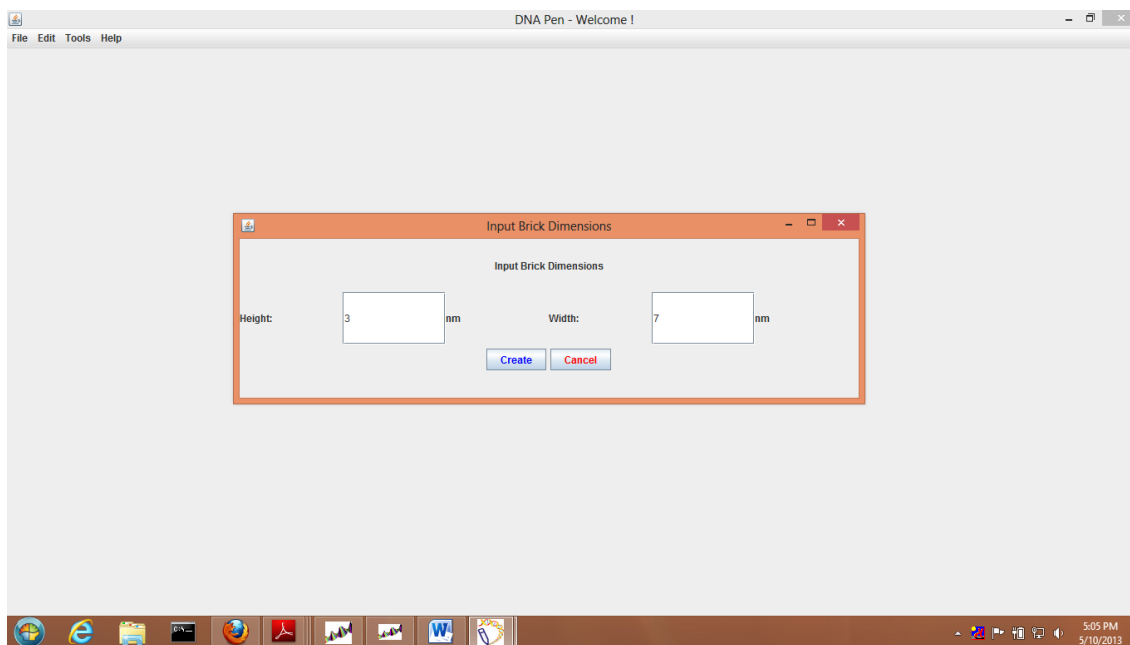 DNA Pen - Welcome !
File Edit Tools Help
Input Brick Dimensions
Input Brick Dimensions
Height: 3 nm Width: 7 nm
Create Cancel
C:\_
5:05 PM
5/10/2013